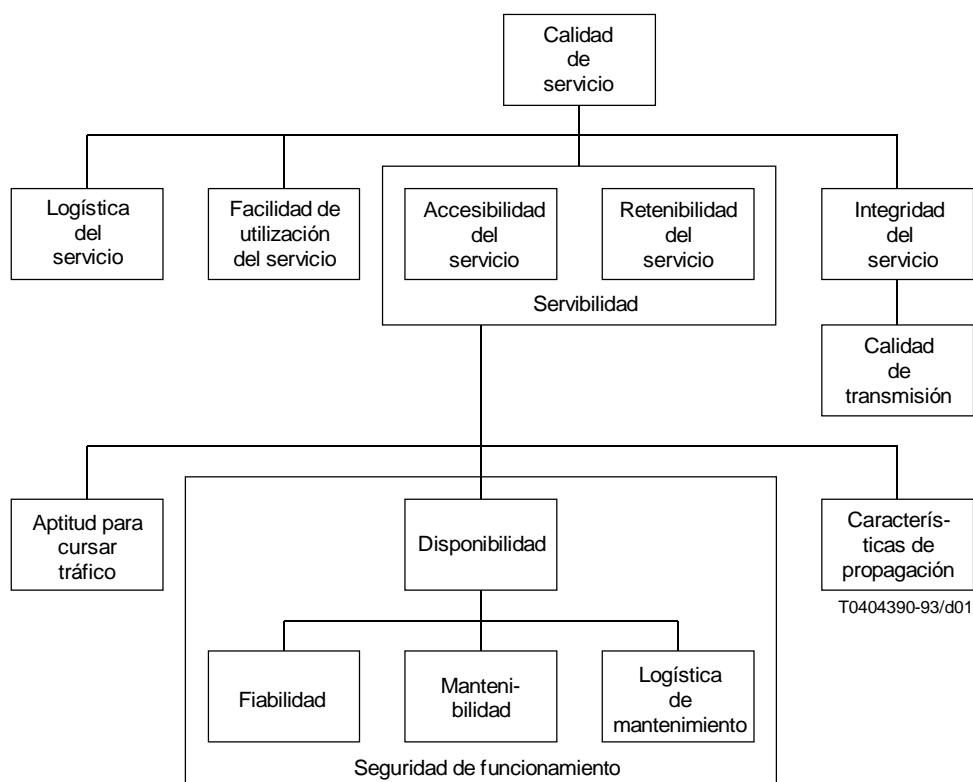 Calidad
de
servicio
Logística
del
servicio
Facilidad de
utilización
del servicio
Accesibilidad
del
servicio
Retenibilidad
del
servicio
Servibilidad
Integridad
del
servicio
Calidad
de
transmisión
Aptitud para
cursar
tráfico
Disponibilidad
Caracterís-
ticas de
propagación
T0404390-93/d01
Fiabilidad
Manteni-
bilidad
Logística
de
mantenimiento
Seguridad de funcionamiento